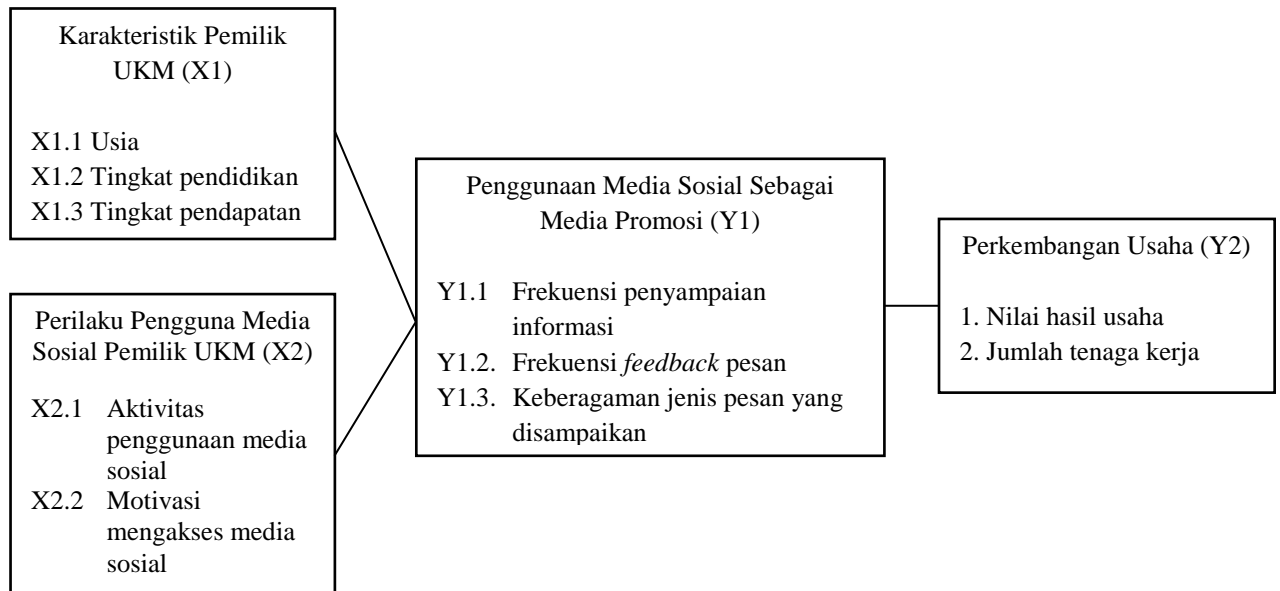 Karakteristik Pemilik
UKM (X1)
X1.1 Usia
X1.2 Tingkat pendidikan
X1.3 Tingkat pendapatan
Perilaku Pengguna Media
Sosial Pemilik UKM (X2)
X2.1 Aktivitas
penggunaan media
sosial
X2.2 Motivasi
mengakses media
sosial
Penggunaan Media Sosial Sebagai
Media Promosi (Y1)
Y1.1 Frekuensi penyampaian
informasi
Y1.2. Frekuensi feedback pesan
Y1.3. Keberagaman jenis pesan yang
disampaikan
Perkembangan Usaha (Y2)
1. Nilai hasil usaha
2. Jumlah tenaga kerja